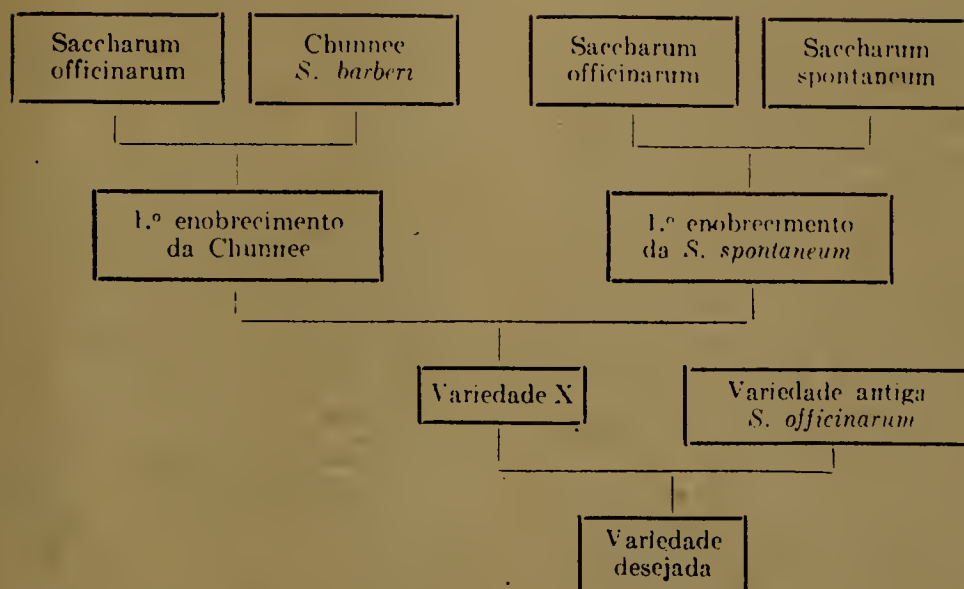 Saccharum
officinarum
Chunnee
S. barberi
Saccharum
officinarum
Saccharum
spontaneum
1.º enobrecimento
da Chunnee
1.º enobrecimento
da S. spontaneum
Variedade X
Variedade antiga
S. officinarum
Variedade
desejada